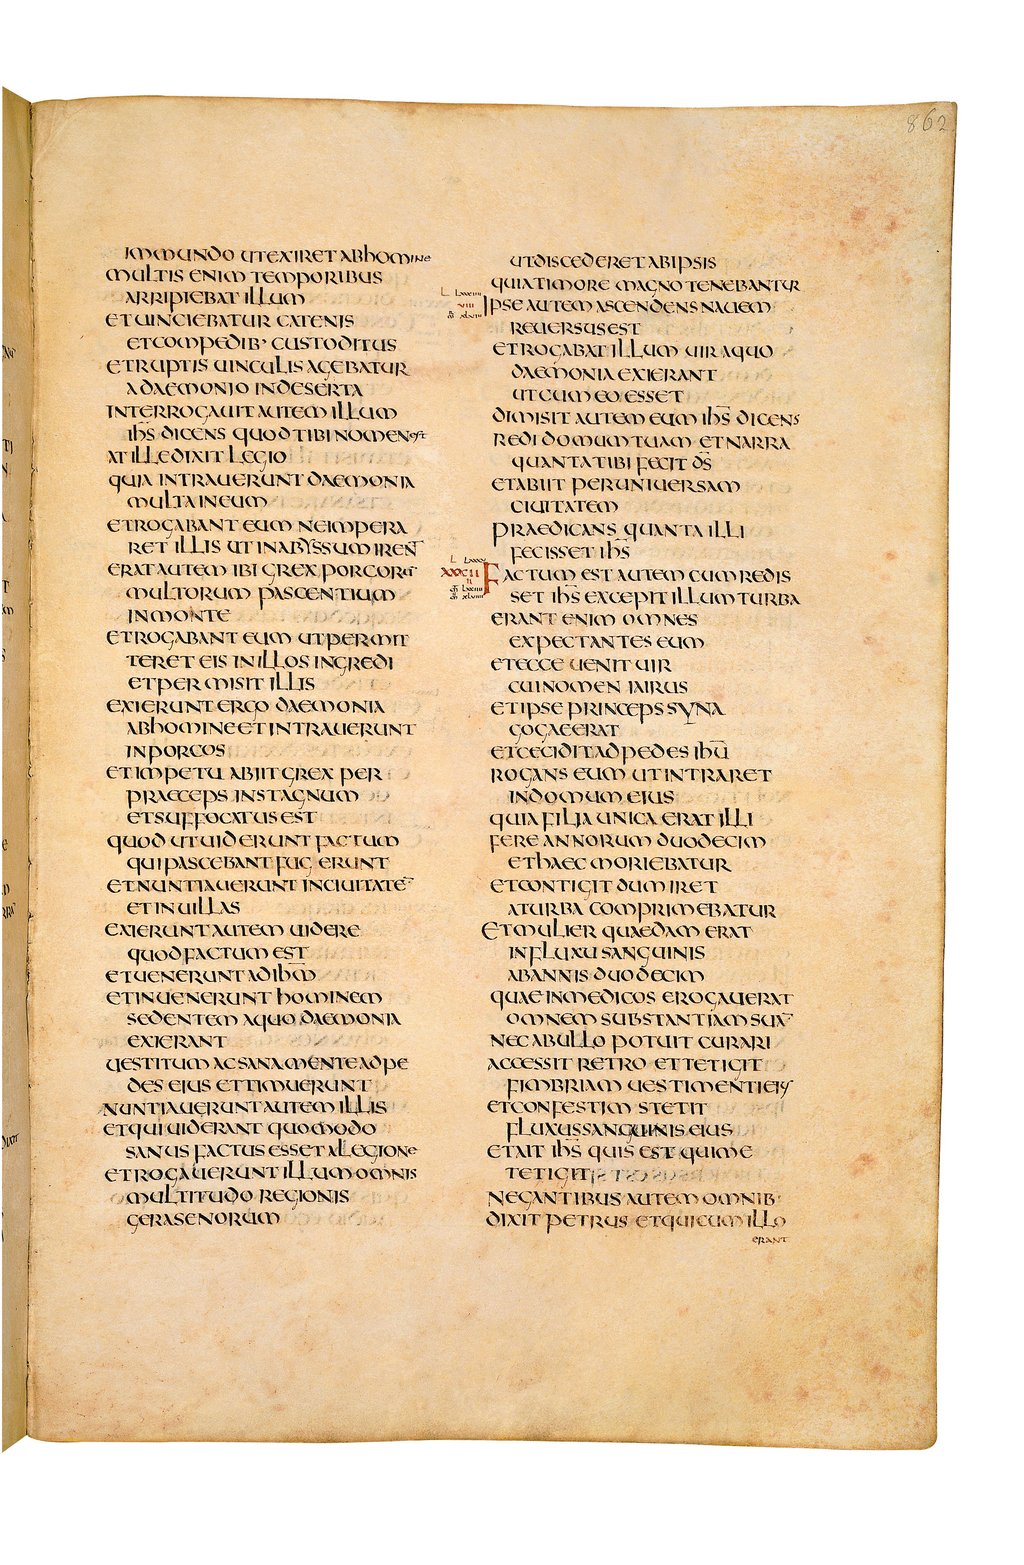 862
IMMUNDO UT EXIRET AB HOMINE
MULTIS ENIM TEMPORIBUS
ARRIPIEBAT ILLUM
ET UINCIEBATUR CATENIS
ET COMPEDIB· CUSTODITUS
ET RUPTIS UINCULIS AGEBATUR
A DAEMONIO IN DESERTA
INTERROGAUIT AUTEM ILLUM
IHS̄ DICENS QUOD TIBI NOMEN EST
AT ILLE DIXIT LEGIO
QUIA INTRAUERUNT DAEMONIA
MULTA IN EUM
ET ROGABANT EUM NE IMPERA
RET ILLIS UT IN ABYSSUM IRENT
ERAT AUTEM IBI GREX PORCORŪ
MULTORUM PASCENTIUM
IN MONTE
ET ROGABANT EUM UT PERMIT
TERET EIS IN ILLOS INGREDI
ET PERMISIT ILLIS
EXIERUNT ERGO DAEMONIA
AB HOMINE ET INTRAUERUNT
IN PORCOS
ET IMPETU ABIIT GREX PER
PRAECEPS IN STAGNUM
ET SUFFOCATUS EST
QUOD UT UIDERUNT FACTUM
QUI PASCEBANT FUGERUNT
ET NUNTIAUERUNT IN CIUITATĒ
ET IN UILLAS
EXIERUNT AUTEM UIDERE
QUOD FACTUM EST
ET UENERUNT AD IHM̄
ET INUENERUNT HOMINEM
SEDENTEM A QUO DAEMONIA
EXIERANT
UESTITUM AC SANA MENTE AD PE
DES EIUS ET TIMUERUNT
NUNTIAUERUNT AUTEM ILLIS
ET QUI UIDERANT QUOMODO
SANUS FACTUS ESSET A LEGIONE
ET ROGAUERUNT ILLUM OMNIS
MULTITUDO REGIONIS
GERASENORUM
UT DISCEDERET AB IPSIS
QUIA TIMORE MAGNO TENEBANTUR
IPSE AUTEM ASCENDENS NAUEM
REUERSUS EST
ET ROGABAT ILLUM UIR A QUO
DAEMONIA EXIERANT
UT CUM EO ESSET
DIMISIT AUTEM EUM IHS̄ DICENS
REDI DOMUM TUAM ET NARRA
QUANTA TIBI FECIT DS̄
ET ABIIT PER UNIUERSAM
CIUITATEM
PRAEDICANS QUANTA ILLI
FECISSET IHS̄
FACTUM EST AUTEM CUM REDIS
SET IHS̄ EXCEPIT ILLUM TURBA
ERANT ENIM OMNES
EXPECTANTES EUM
ET ECCE UENIT UIR
CUI NOMEN IAIRUS
ET IPSE PRINCEPS SYNA
GOGAE ERAT
ET CECIDIT AD PEDES IHŪ
ROGANS EUM UT INTRARET
IN DOMUM EIUS
QUIA FILIA UNICA ERAT ILLI
FERE ANNORUM DUODECIM
ET HAEC MORIEBATUR
ET CONTIGIT DUM IRET
A TURBA COMPRIMEBATUR
ET MULIER QUAEDAM ERAT
IN FLUXU SANGUINIS
AB ANNIS DUODECIM
QUAE IN MEDICOS EROGAUERAT
OMNEM SUBSTANTIAM SUĀ
NEC AB ULLO POTUIT CURARI
ACCESSIT RETRO ET TETIGIT
FIMBRIAM UESTIMENTI EIUS
ET CONFESTIM STETIT
FLUXUS SANGUINIS EIUS
ET AIT IHS̄ QUIS EST QUI ME
TETIGIT
NEGANTIBUS AUTEM OMNIB·
DIXIT PETRUS ET QUI CUM ILLO
ERANT